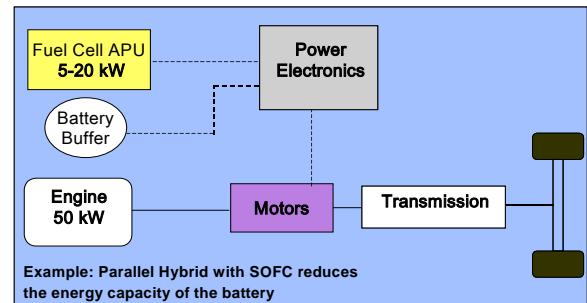 Fuel Cell APU
5-20 kW
Power
Electronics
Battery
Buffer
Engine
50 kW
Motors
Transmission
Example: Parallel Hybrid with SOFC reduces
the energy capacity of the battery